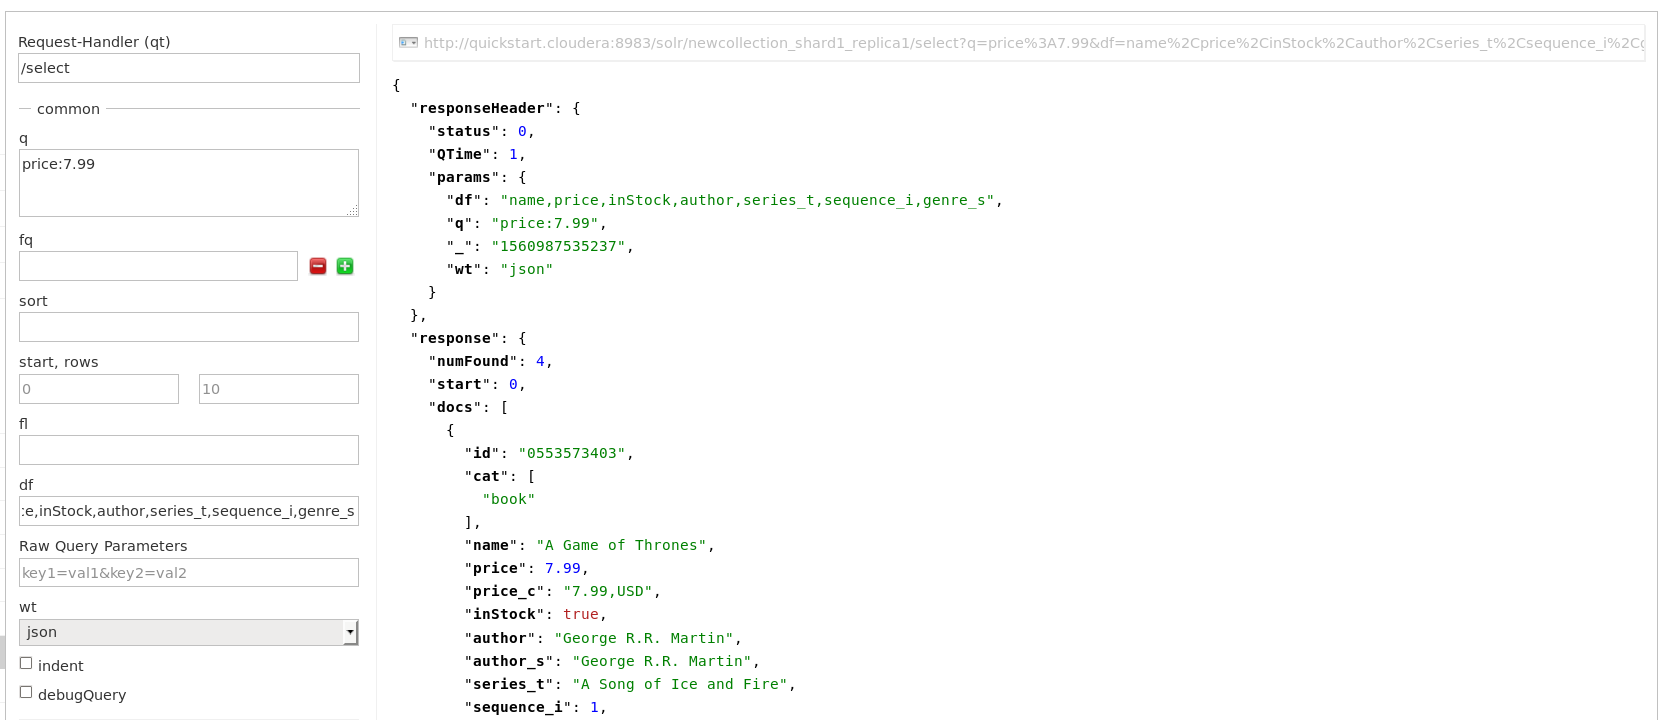 Request-Handler (qt)
/select
common
q
price:7.99
fq
sort
start, rows
0 10
fl
df
:e,inStock,author,series_t,sequence_i,genre_s
Raw Query Parameters
key1=val1&key2=val2
wt
json
indent
debugQuery
http://quickstart.cloudera:8983/solr/newcollection_shard1_replica1/select?q=price%3A7.99&df=name%2Cprice%2CinStock%2Cauthor%2Cseries_t%2Csequence_i%2Cg
{
  "responseHeader": {
    "status": 0,
    "QTime": 1,
    "params": {
      "df": "name,price,inStock,author,series_t,sequence_i,genre_s",
      "q": "price:7.99",
      "_": "1560987535237",
      "wt": "json"
    }
  },
  "response": {
    "numFound": 4,
    "start": 0,
    "docs": [
      {
        "id": "0553573403",
        "cat": [
          "book"
        ],
        "name": "A Game of Thrones",
        "price": 7.99,
        "price_c": "7.99,USD",
        "inStock": true,
        "author": "George R.R. Martin",
        "author_s": "George R.R. Martin",
        "series_t": "A Song of Ice and Fire",
        "sequence_i": 1,